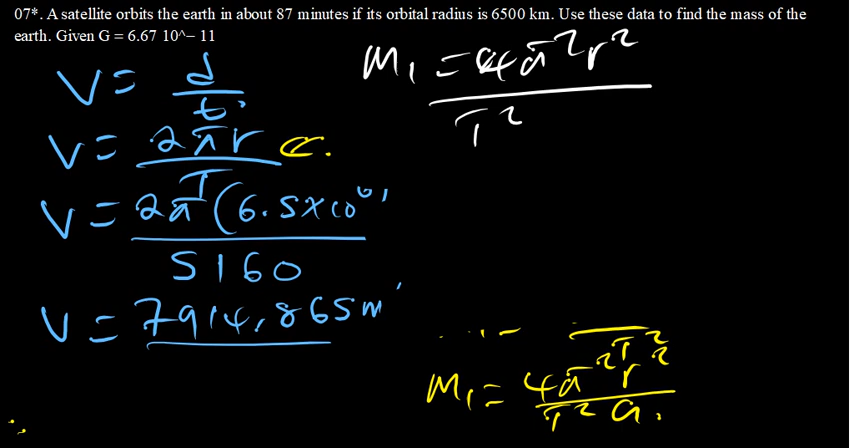 07*. A satellite orbits the earth in about 87 minutes if its orbital radius is 6500 km. Use these data to find the mass of the
earth. Given G = 6.67 10^– 11
V = d
t
V = 2πr
T
V = 2π(6.5×10⁶)
5160
V = 7914.865m
M₁ = 4π²r²
T²
T²
M₁ = 4π²r²
T²G